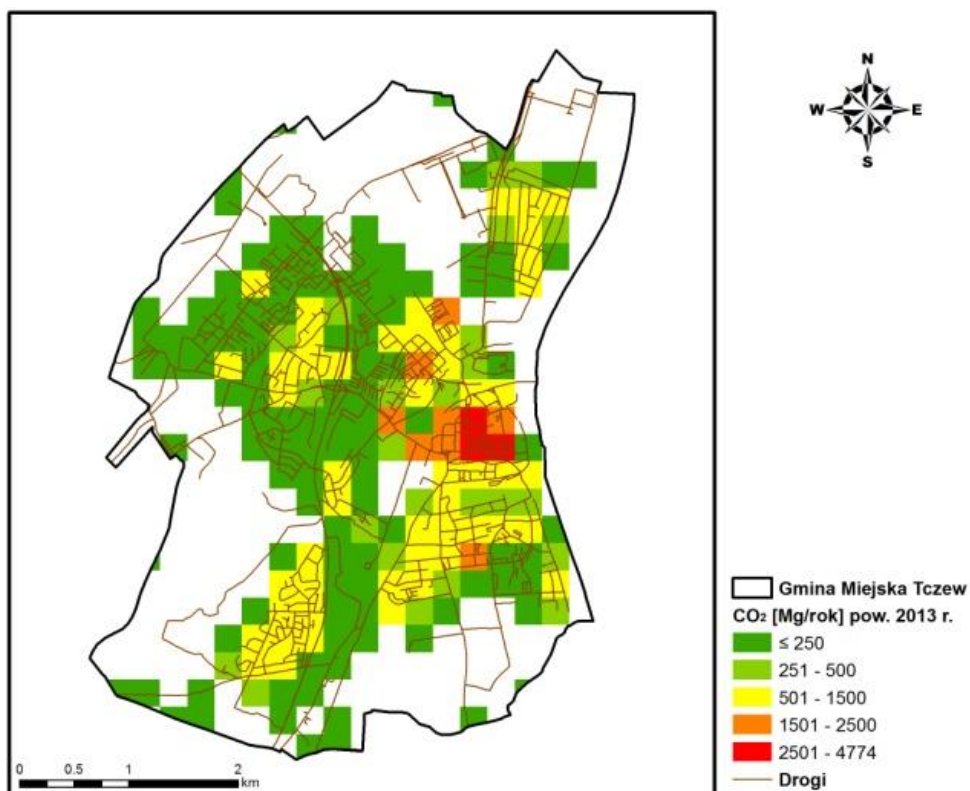 N
W E
S
Gmina Miejska Tczew
CO₂ [Mg/rok] pow. 2013 r.
≤ 250
251 - 500
501 - 1500
1501 - 2500
2501 - 4774
Drogi
0 0.5 1 2
km